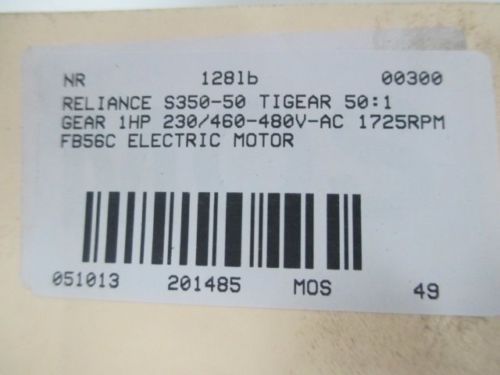 NR 128lb 00300
RELIANCE S350-50 TIGEAR 50:1
GEAR 1HP 230/460-480V-AC 1725RPM
FB56C ELECTRIC MOTOR
051013 201485 MOS 49